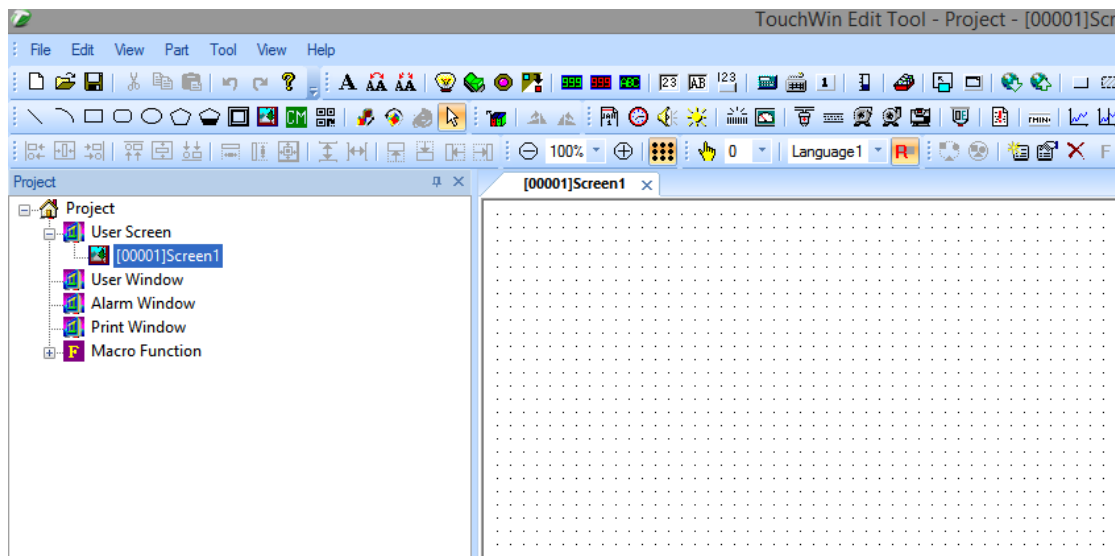 TouchWin Edit Tool - Project - [00001]Scr
File Edit View Part Tool View Help
A 999 999 ABC 23 AB 123 1
CM
100% 0 Language1 R F
Project
[00001]Screen1
Project
User Screen
[00001]Screen1
User Window
Alarm Window
Print Window
F Macro Function